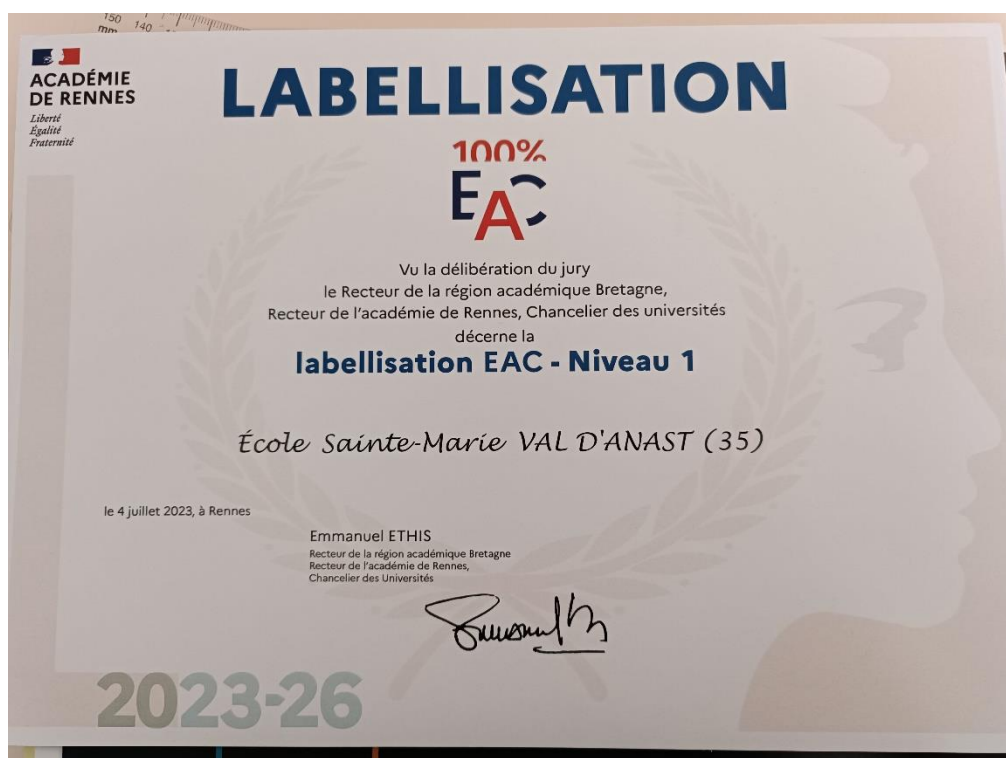 150
mm 140
ACADÉMIE
DE RENNES
Liberté
Égalité
Fraternité
LABELLISATION
100%
EAC
Vu la délibération du jury
le Recteur de la région académique Bretagne,
Recteur de l'académie de Rennes, Chancelier des universités
décerne la
labellisation EAC - Niveau 1
École Sainte-Marie VAL D'ANAST (35)
le 4 juillet 2023, à Rennes
Emmanuel ETHIS
Recteur de la région académique Bretagne
Recteur de l'académie de Rennes,
Chancelier des Universités
2023-26